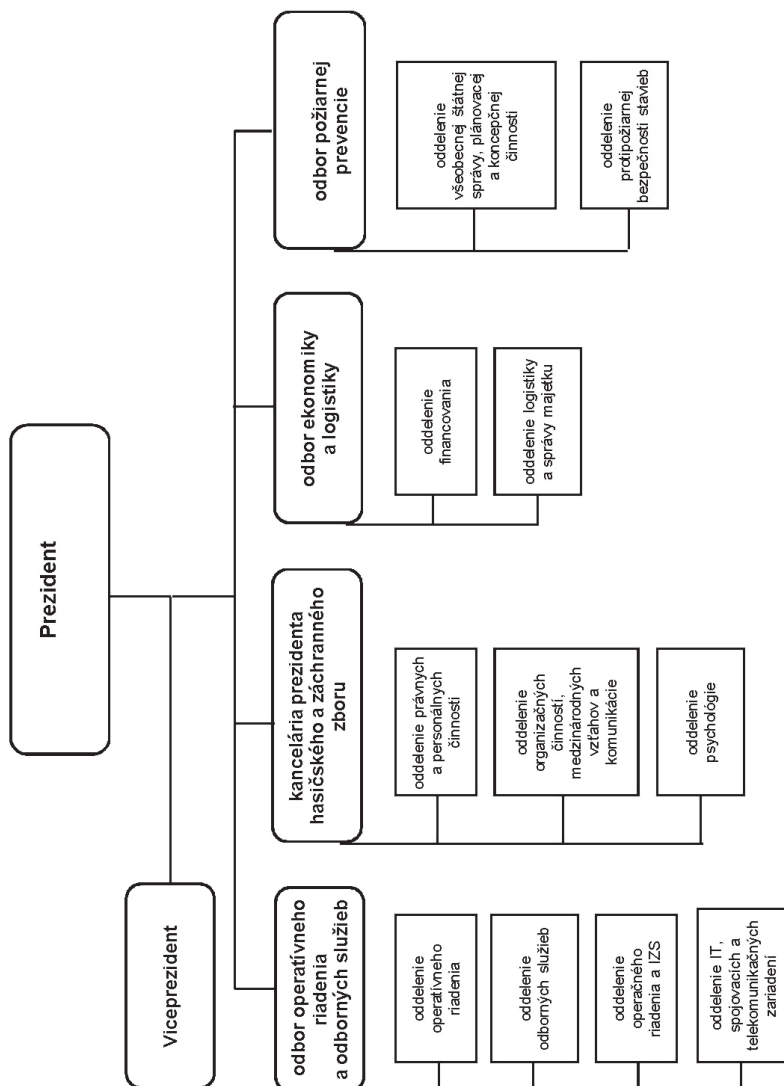 Prezident
Viceprezident
odbor operatívneho
riadenia
a odborných služieb
oddelenie
operatívneho
riadenia
oddelenie
odborných služieb
oddelenie
operačného
riadenia a IZS
oddelenie IT,
spojovacích a
telekomunikačných
zariadení
kancelária prezidenta
hasičského a záchranného
zboru
oddelenie právnych
a personálnych
činností
oddelenie
organizačných
činností,
medzinárodných
vzťahov a
komunikácie
oddelenie
psychológie
odbor ekonomiky
a logistiky
oddelenie
financovania
oddelenie logistiky
a správy majetku
odbor požiarnej
prevencie
oddelenie
všeobecnej štátnej
správy, plánovacej
a koncepčnej
činnosti
oddelenie
protipožiarnej
bezpečnosti stavieb